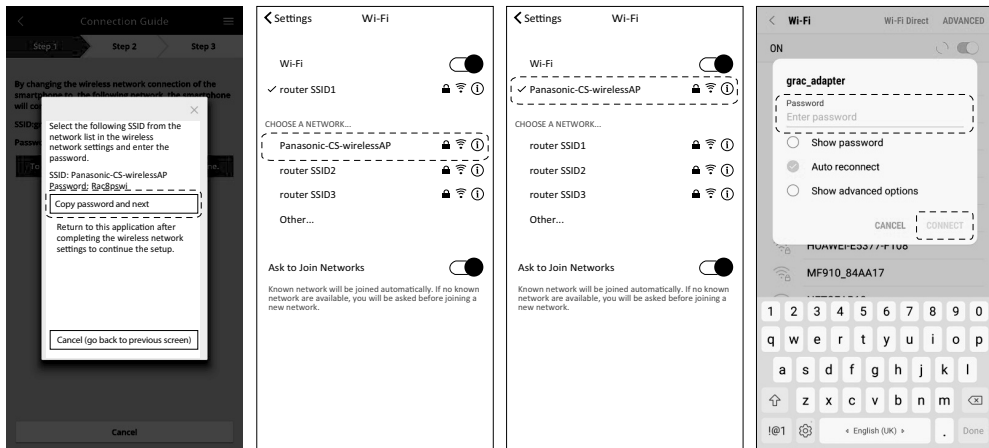 Connection Guide
Step 1
Step 2
Step 3
By changing the wireless network connection of the
smartphone to the following network, the smartphone
will co
SSID:g
Passw
To
ne.
Select the following SSID from the
network list in the wireless
network settings and enter the
password.
SSID: Panasonic-CS-wirelessAP
Password: Rac8pswi
Copy password and next
Return to this application after
completing the wireless network
settings to continue the setup.
Cancel (go back to previous screen)
Cancel
Settings
Wi-Fi
Wi-Fi
router SSID1
CHOOSE A NETWORK...
Panasonic-CS-wirelessAP
router SSID2
router SSID3
Other...
Ask to Join Networks
Known network will be joined automatically. If no known
network are available, you will be asked before joining a
new network.
Settings
Wi-Fi
Wi-Fi
Panasonic-CS-wirelessAP
CHOOSE A NETWORK...
router SSID1
router SSID2
router SSID3
Other...
Ask to Join Networks
Known network will be joined automatically. If no known
network are available, you will be asked before joining a
new network.
Wi-Fi
Wi-Fi Direct
ADVANCED
ON
grac_adapter
Password
Enter password
Show password
Auto reconnect
Show advanced options
CANCEL
CONNECT
HUAWEI-E5377-F108
MF910_84AA17
1 2 3 4 5 6 7 8 9 0
q w e r t y u i o p
a s d f g h j k l
z x c v b n m
!@1
English (UK)
.
Done